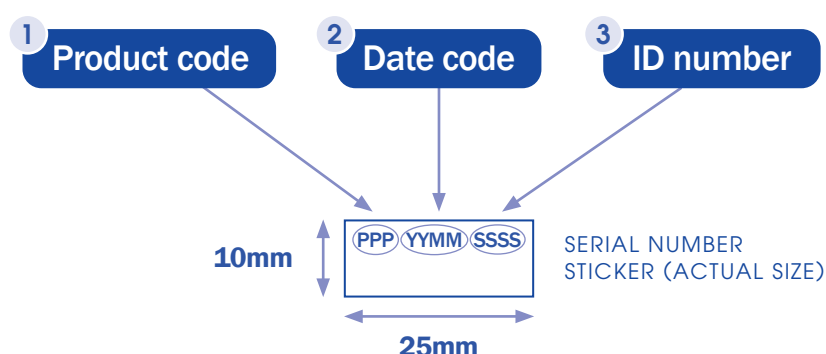 1 Product code
2 Date code
3 ID number
PPP YYMM SSSS
10mm
SERIAL NUMBER
STICKER (ACTUAL SIZE)
25mm